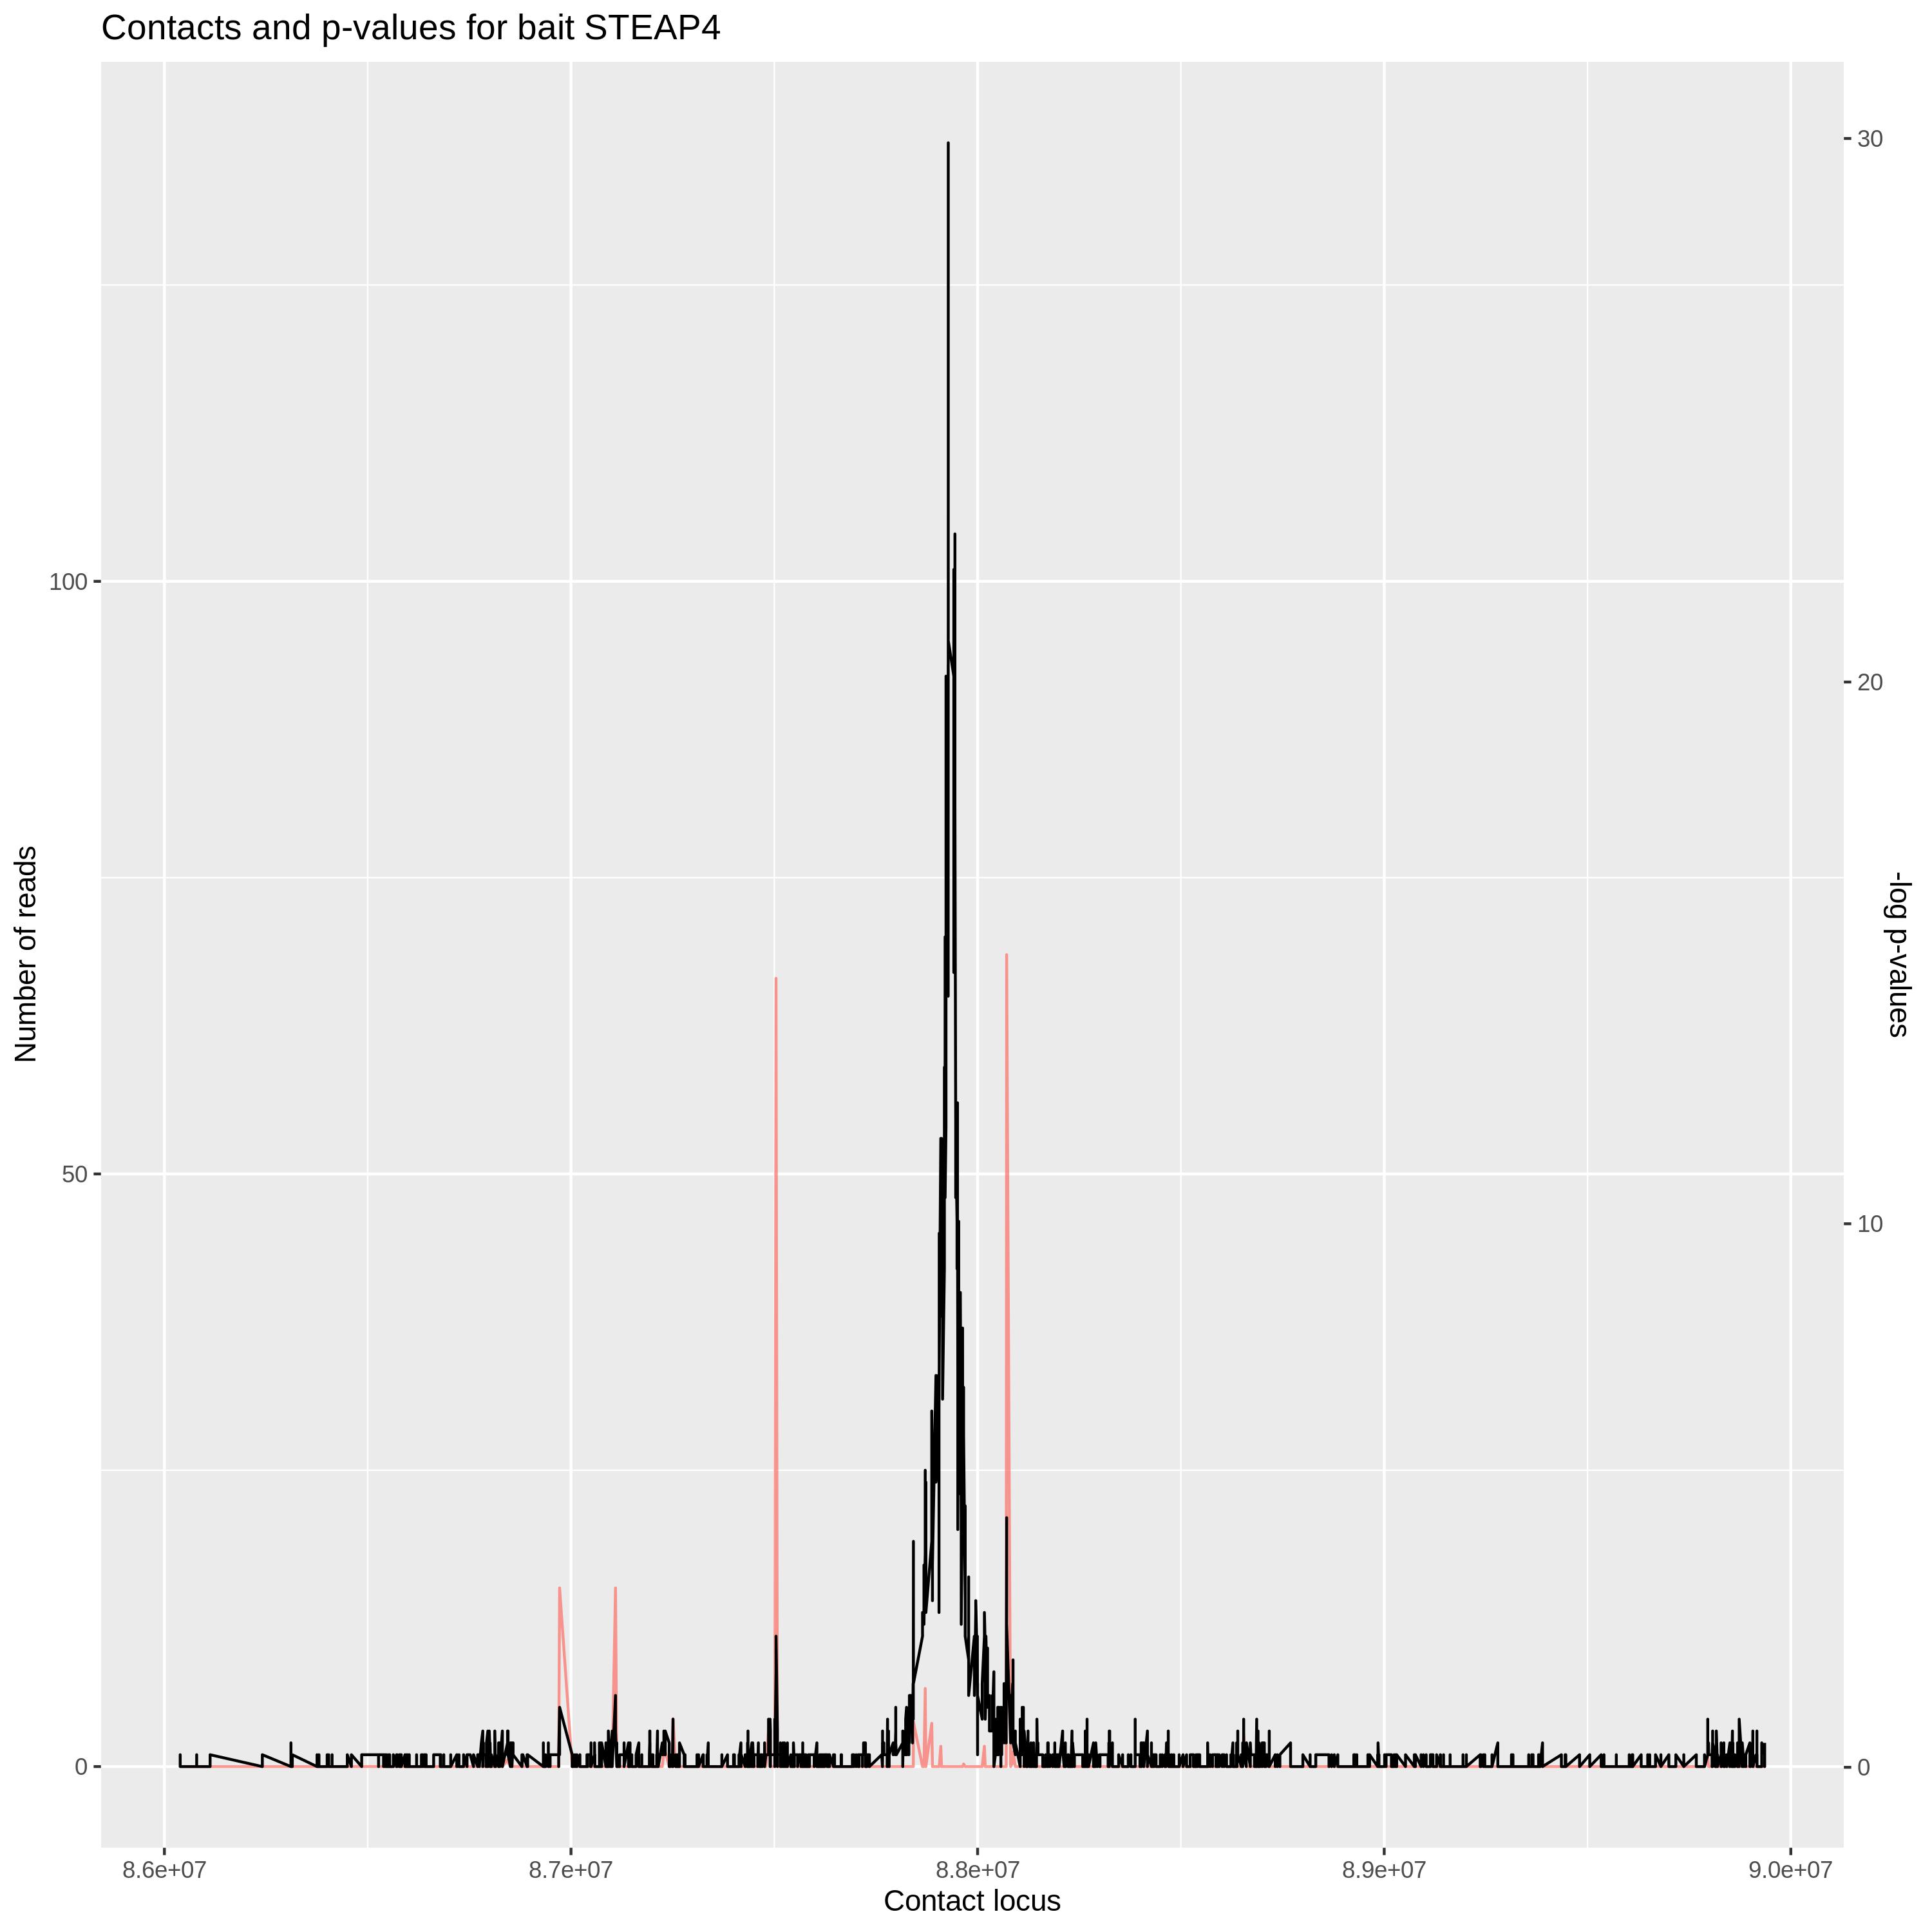 Contacts and p-values for bait STEAP4
30
100
20
Number of reads
-log p-values
50
10
0
0
8.6e+07
8.7e+07
8.8e+07
8.9e+07
9.0e+07
Contact locus